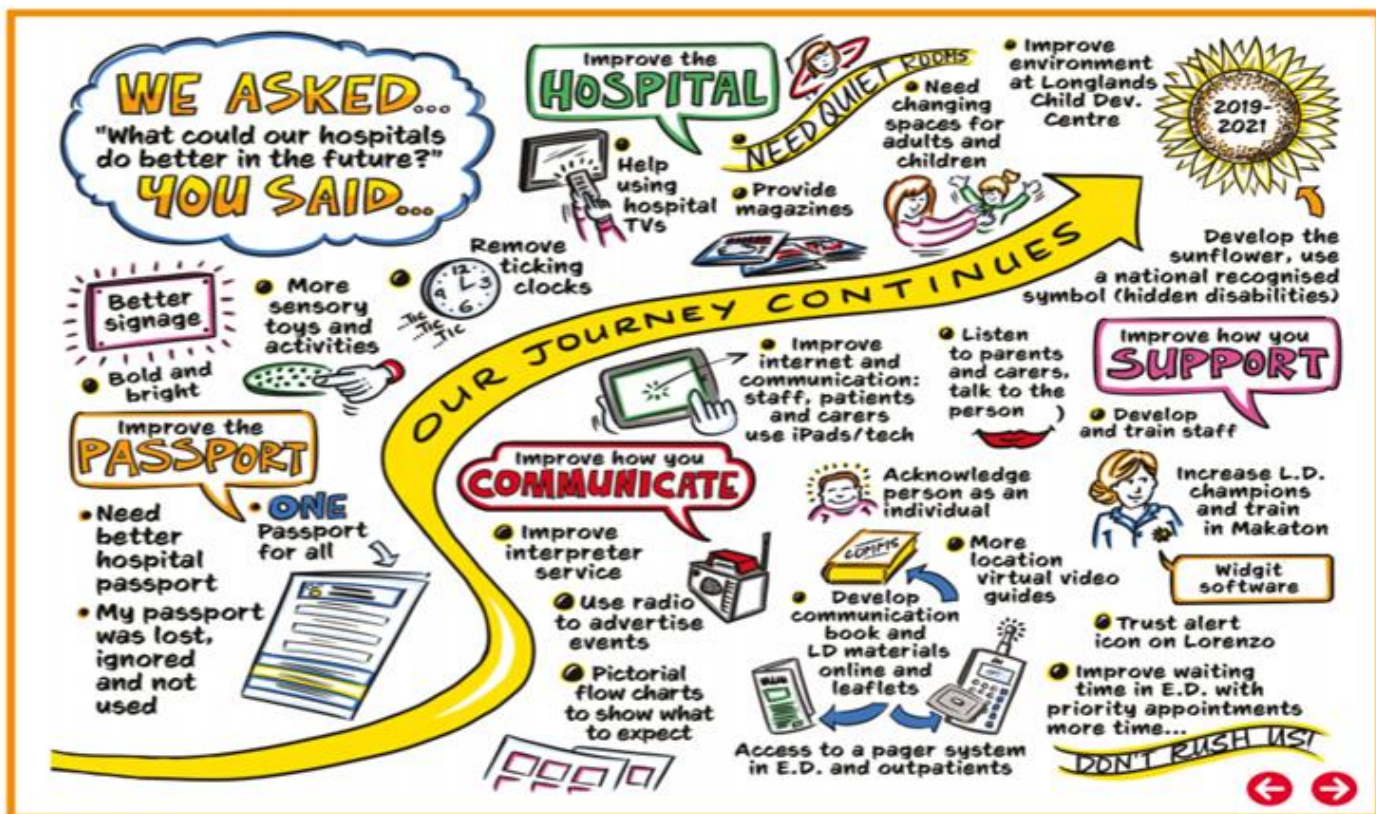 WE ASKED...
"What could our hospitals
do better in the future?"
YOU SAID...
Better
signage
Bold and
bright
More
sensory
toys and
activities
Remove
ticking
clocks
12
3
6
9
TIC
TIC
TIC
Improve the
HOSPITAL
Help
using
hospital
TVs
NEED QUIET ROOMS
Provide
magazines
Need
changing
spaces for
adults and
children
Improve
environment
at Longlands
Child Dev.
Centre
2019-
2021
Develop the
sunflower, use
a national recognised
symbol (hidden disabilities)
OUR JOURNEY CONTINUES
Improve the
PASSPORT
Need
better
hospital
passport
My passport
was lost,
ignored
and not
used
ONE
Passport
for all
Improve how you
COMMUNICATE
Improve
interpreter
service
Use radio
to advertise
events
Pictorial
flow charts
to show what
to expect
Improve
internet and
communication:
staff, patients
and carers
use iPads/tech
Listen
to parents
and carers,
talk to the
person
Acknowledge
person as an
individual
COMMS
More
location
virtual video
guides
Develop
communication
book and
LD materials
online and
leaflets
Access to a pager system
in E.D. and outpatients
Improve how you
SUPPORT
Develop
and train staff
Increase L.D.
champions
and train
in Makaton
Widgit
software
Trust alert
icon on Lorenzo
Improve waiting
time in E.D. with
priority appointments
more time...
DON'T RUSH US!